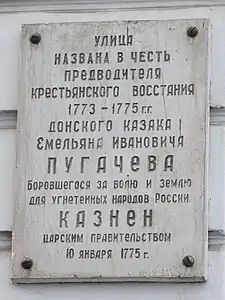 УЛИЦА
НАЗВАНА В ЧЕСТЬ
ПРЕДВОДИТЕЛЯ
КРЕСТЬЯНСКОГО ВОССТАНИЯ
1773 – 1775 г.г.
ДОНСКОГО КАЗАКА
ЕМЕЛЬЯНА ИВАНОВИЧА
ПУГАЧЕВА
БОРОВШЕГОСЯ ЗА ВОЛЮ И ЗЕМЛЮ
ДЛЯ УГНЕТЕННЫХ НАРОДОВ РОССИИ
КАЗНЕН
ЦАРСКИМ ПРАВИТЕЛЬСТВОМ
10 ЯНВАРЯ 1775 г.